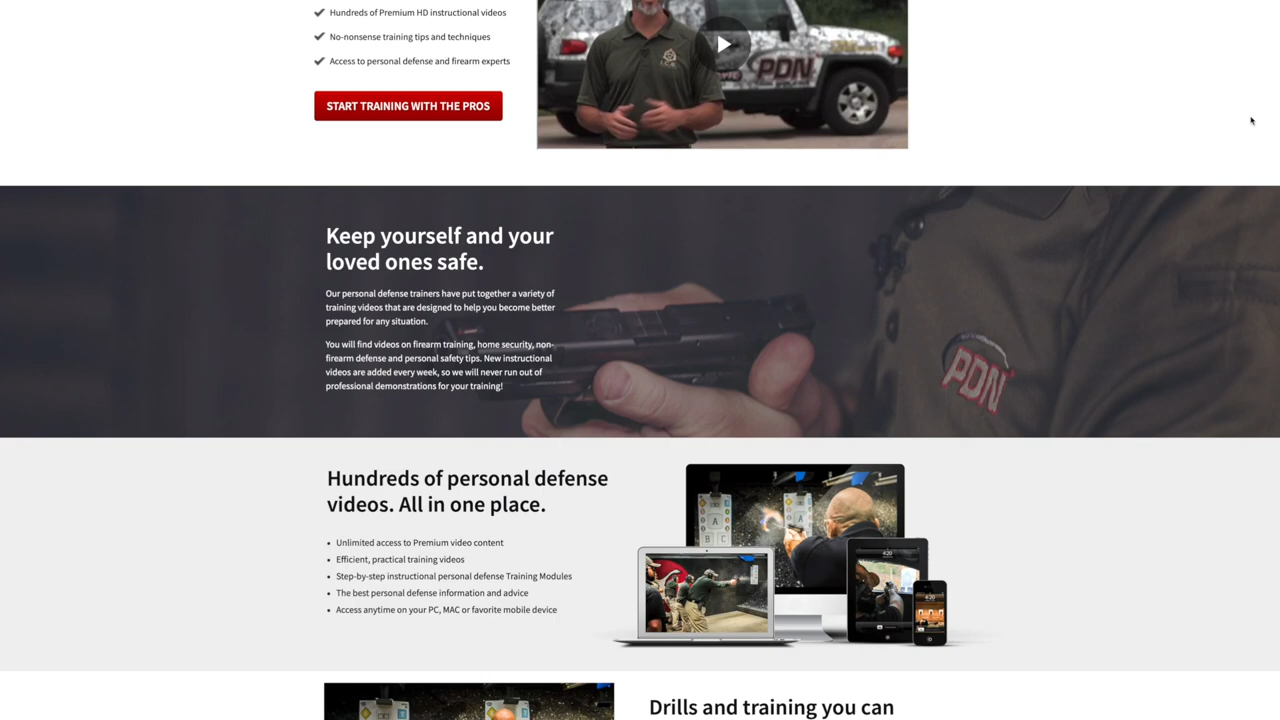 Hundreds of Premium HD instructional videos
No-nonsense training tips and techniques
Access to personal defense and firearm experts
START TRAINING WITH THE PROS
PDN
Keep yourself and your
loved ones safe.
Our personal defense trainers have put together a variety of
training videos that are designed to help you become better
prepared for any situation.
You will find videos on firearm training, home security, non-
firearm defense and personal safety tips. New instructional
videos are added every week, so we will never run out of
professional demonstrations for your training!
PDN
Hundreds of personal defense
videos. All in one place.
• Unlimited access to Premium video content
• Efficient, practical training videos
• Step-by-step instructional personal defense Training Modules
• The best personal defense information and advice
• Access anytime on your PC, MAC or favorite mobile device
A
A
B C
4:20
4:20
Drills and training you can